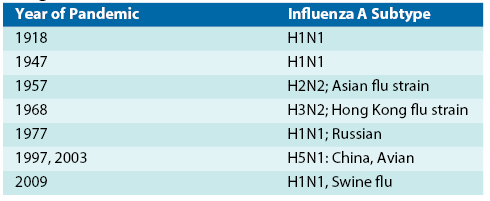 Year of Pandemic Influenza A Subtype
1918 H1N1
1947 H1N1
1957 H2N2; Asian flu strain
1968 H3N2; Hong Kong flu strain
1977 H1N1; Russian
1997, 2003 H5N1: China, Avian
2009 H1N1, Swine flu